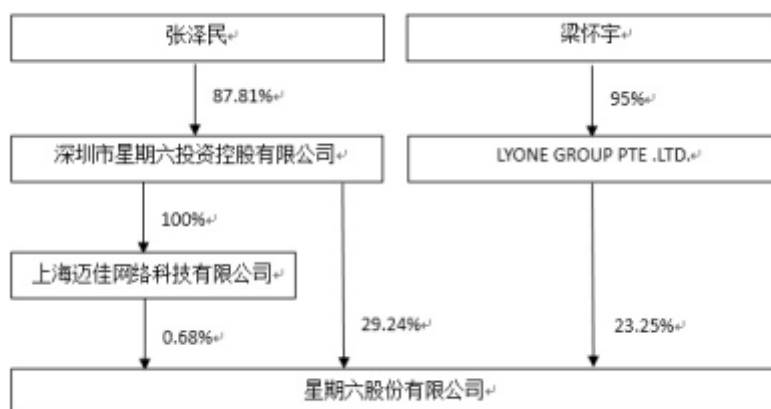 张泽民
梁怀宇
87.81%
95%
深圳市星期六投资控股有限公司
LYONE GROUP PTE .LTD.
100%
上海迈佳网络科技有限公司
0.68%
29.24%
23.25%
星期六股份有限公司